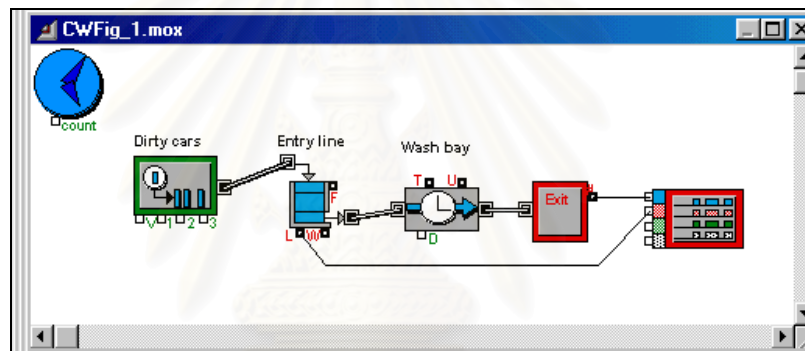 CWFig_1.mox
count
Dirty cars
Entry line
Wash bay
V 1 2 3
F
L W
T U
D
Exit